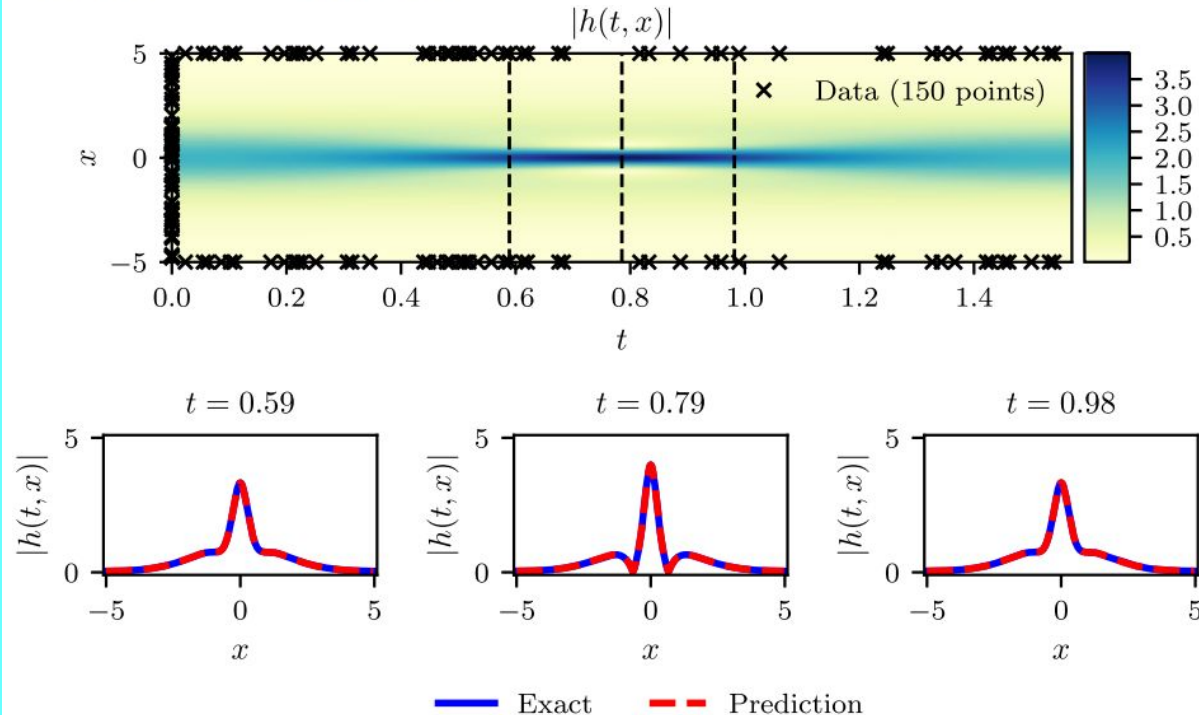 |h(t, x)|
5
0
−5
x
× Data (150 points)
3.5
3.0
2.5
2.0
1.5
1.0
0.5
0.0 0.2 0.4 0.6 0.8 1.0 1.2 1.4
t
t = 0.59 t = 0.79 t = 0.98
|h(t, x)| |h(t, x)| |h(t, x)|
5 5 5
0 0 0
−5 0 5 −5 0 5 −5 0 5
x x x
Exact Prediction